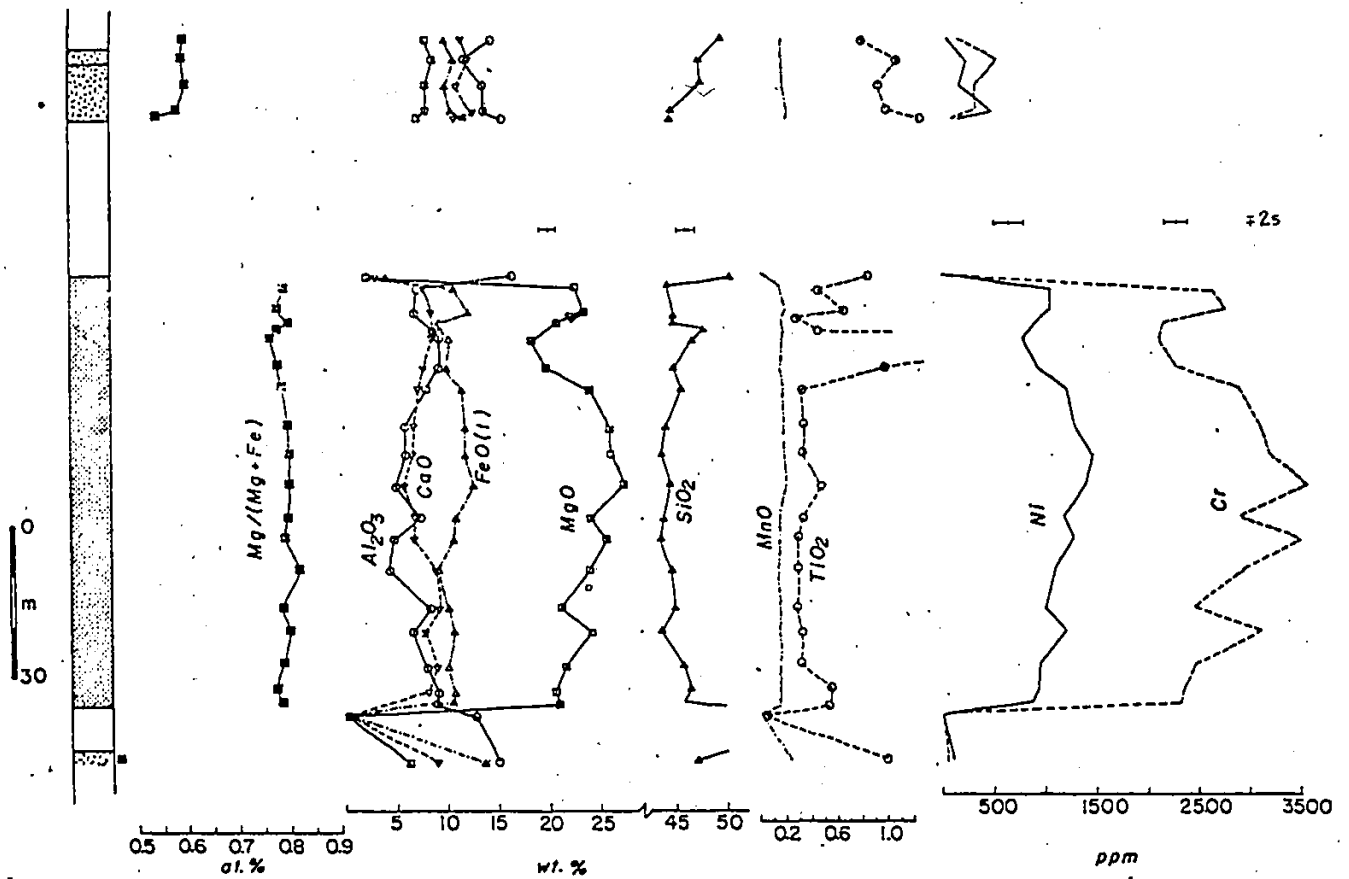 ∓2s
Mg/(Mg+Fe)
Al2O3
CaO
FeO(t)
MgO
SiO2
MnO
TiO2
Ni
Cr
0
m
30
0.5 0.6 0.7 0.8 0.9
at. %
5 10 15 20 25
45 50
wt. %
0.2 0.6 1.0
500 1500 2500 3500
ppm